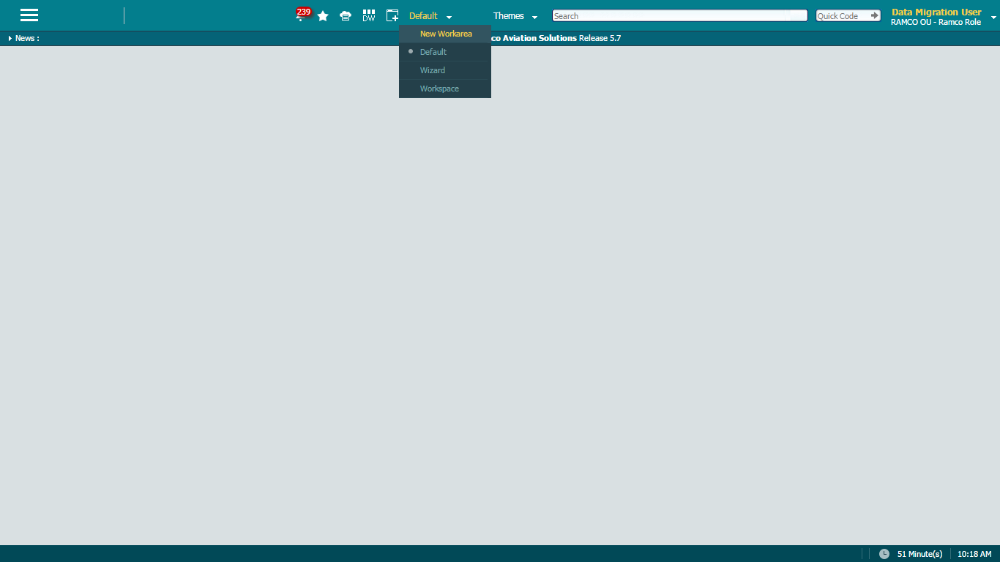 239
DW
Default
Themes
Search
Quick Code
Data Migration User
RAMCO OU - Ramco Role
News :
co Aviation Solutions Release 5.7
New Workarea
Default
Wizard
Workspace
51 Minute(s)
10:18 AM